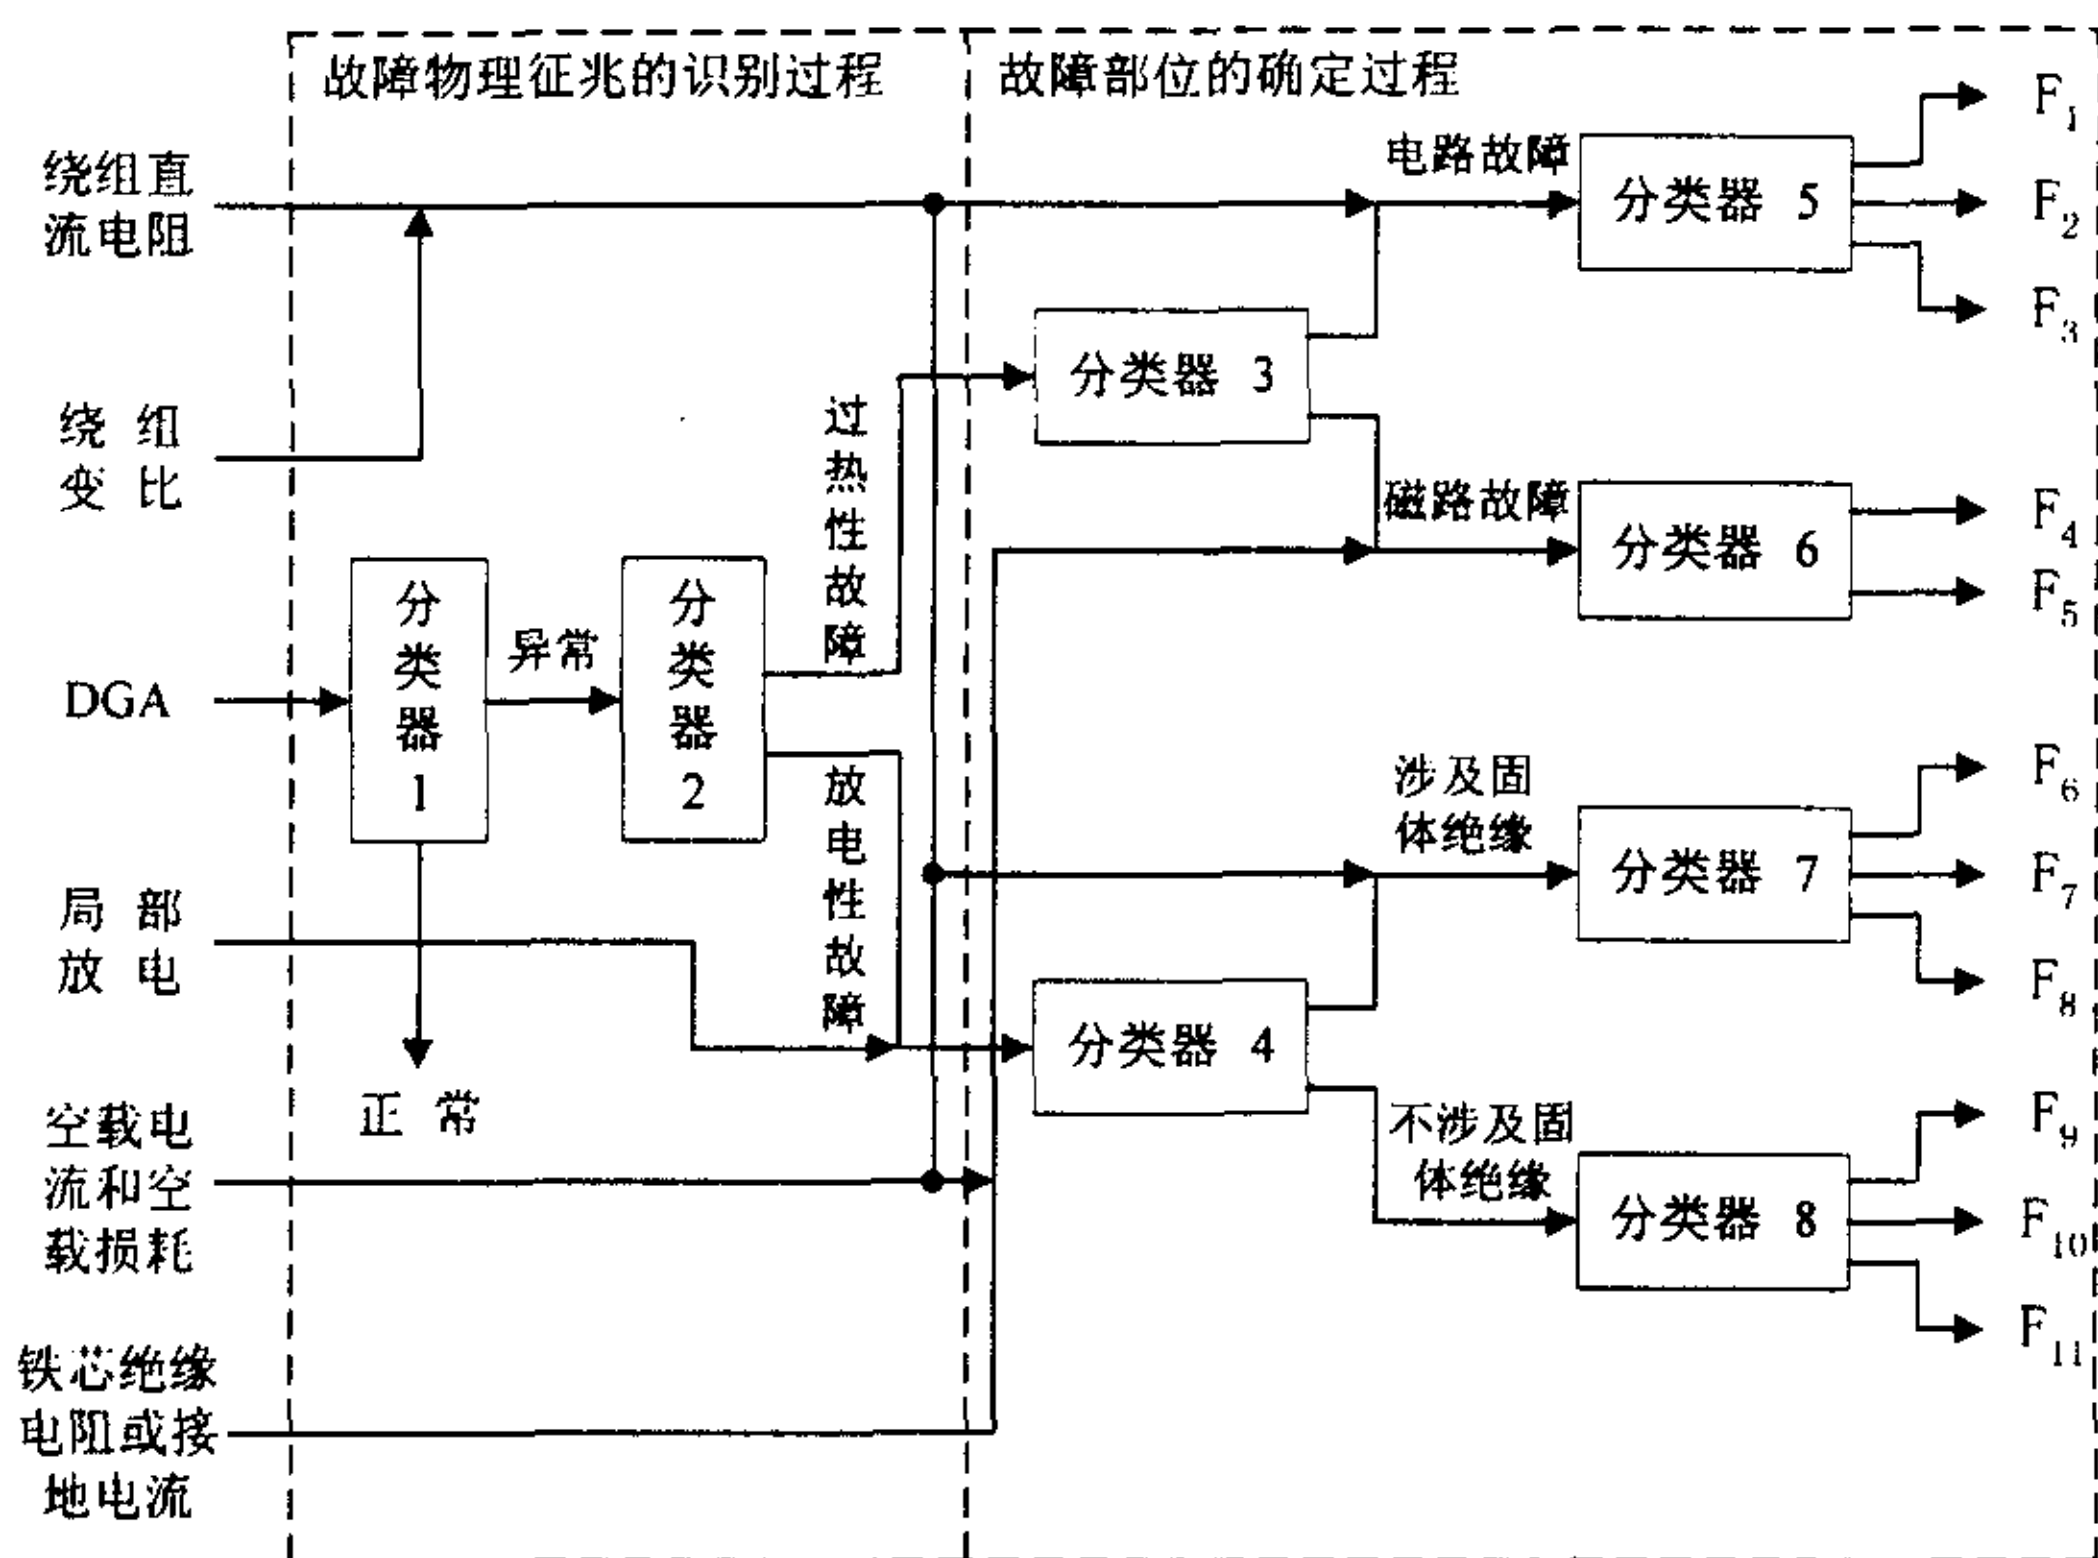 故障物理征兆的识别过程
故障部位的确定过程
绕组直
流电阻
绕 组
变 比
DGA
局 部
放 电
空载电
流和空
载损耗
铁芯绝缘
电阻或接
地电流
分
类
器
1
异常
正 常
分
类
器
2
过
热
性
故
障
放
电
性
故
障
分类器 3
分类器 4
电路故障
磁路故障
涉及固
体绝缘
不涉及固
体绝缘
分类器 5
分类器 6
分类器 7
分类器 8
F1
F2
F3
F4
F5
F6
F7
F8
F9
F10
F11